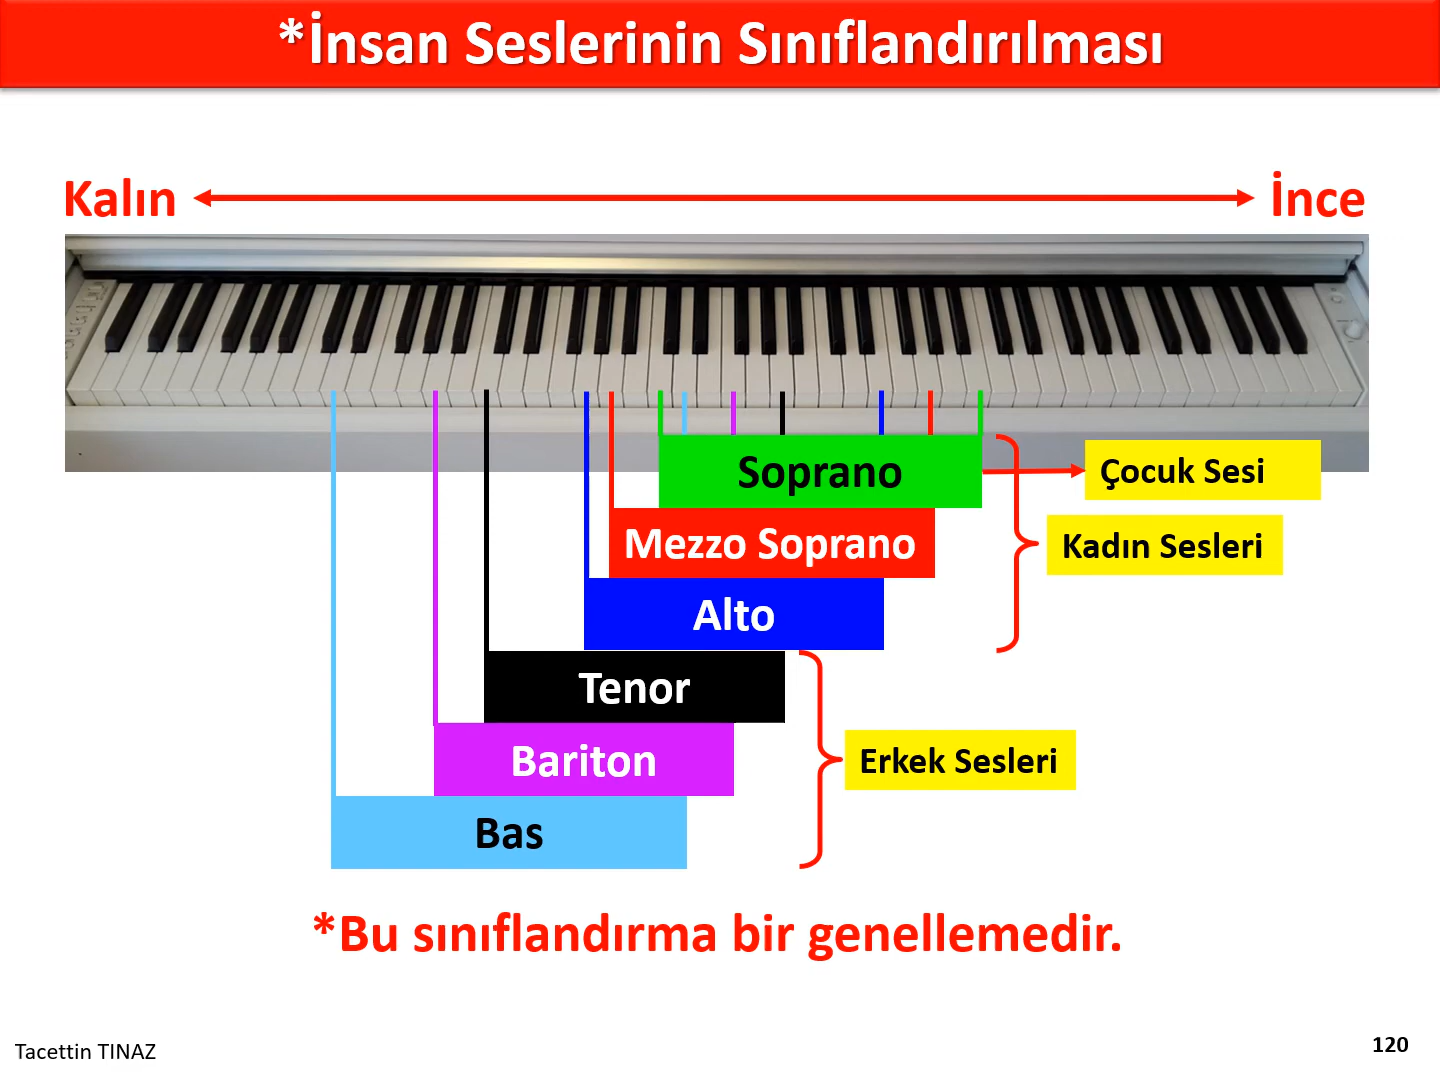 *İnsan Seslerinin Sınıflandırılması
Kalın
İnce
Soprano
Çocuk Sesi
Mezzo Soprano
Kadın Sesleri
Alto
Tenor
Bariton
Erkek Sesleri
Bas
*Bu sınıflandırma bir genellemedir.
Tacettin TINAZ
120